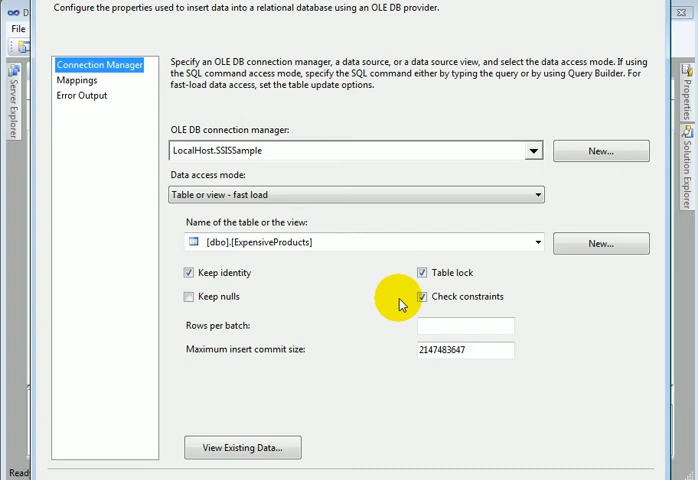 Configure the properties used to insert data into a relational database using an OLE DB provider.
File
Connection Manager
Mappings
Error Output
Specify an OLE DB connection manager, a data source, or a data source view, and select the data access mode. If using
the SQL command access mode, specify the SQL command either by typing the query or by using Query Builder. For
fast-load data access, set the table update options.
OLE DB connection manager:
LocalHost.SSISSample
New...
Data access mode:
Table or view - fast load
Name of the table or the view:
[dbo].[ExpensiveProducts]
New...
Keep identity
Table lock
Keep nulls
Check constraints
Rows per batch:
Maximum insert commit size:
2147483647
View Existing Data...
Server Explorer
Properties
Solution Explorer